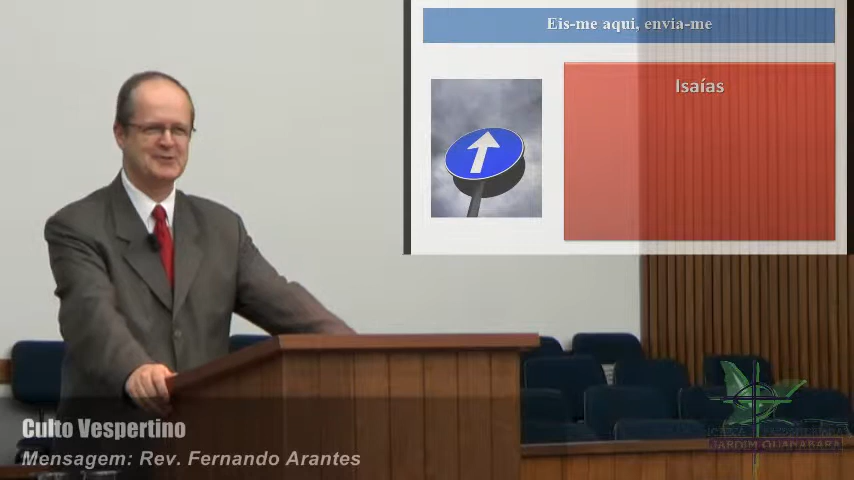 Eis-me aqui, envia-me
Isaías
Culto Vespertino
Mensagem: Rev. Fernando Arantes
JARDIM GUANABARA